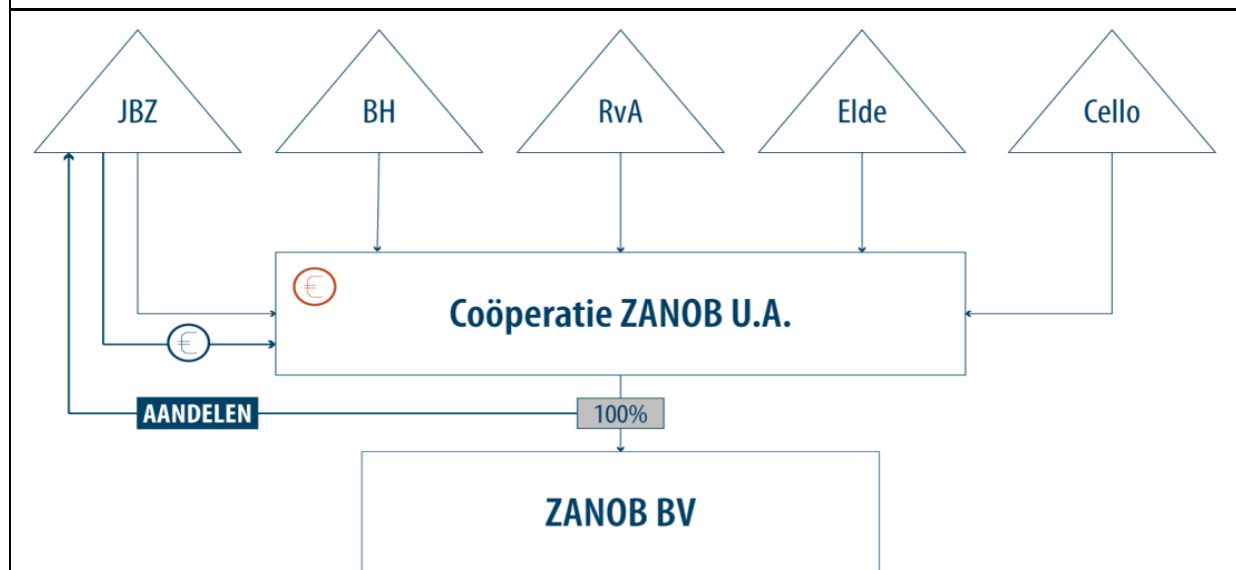 JBZ
BH
RvA
Elde
Cello
€
Coöperatie ZANOB U.A.
€
AANDELEN
100%
ZANOB BV